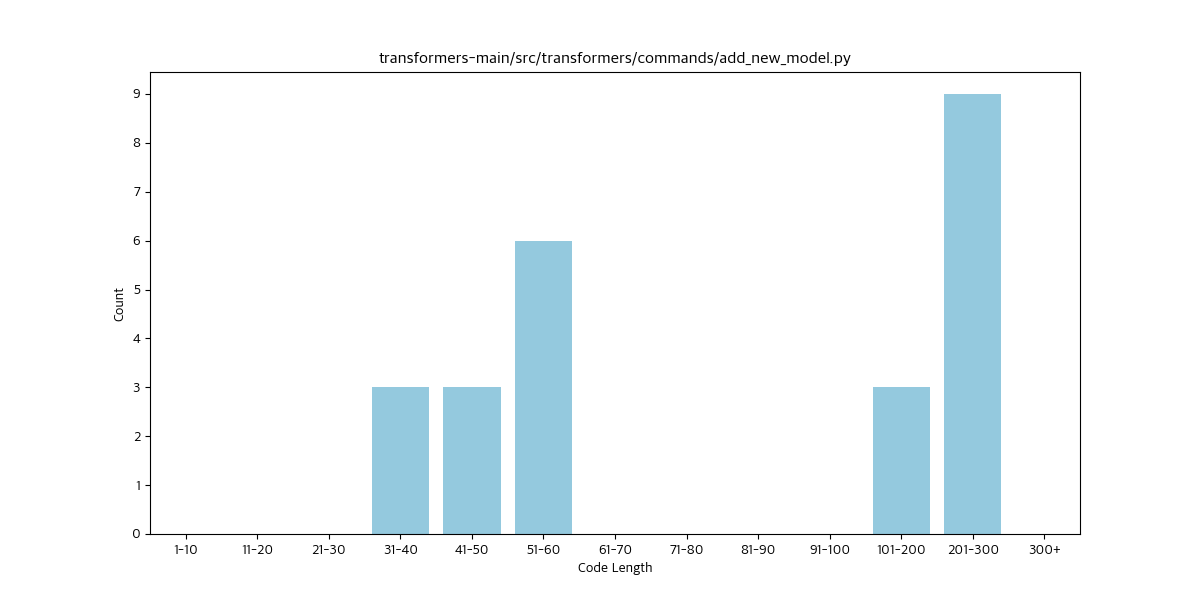 transformers-main/src/transformers/commands/add_new_model.py
Count
9
8
7
6
5
4
3
2
1
0
1-10 11-20 21-30 31-40 41-50 51-60 61-70 71-80 81-90 91-100 101-200 201-300 300+
Code Length